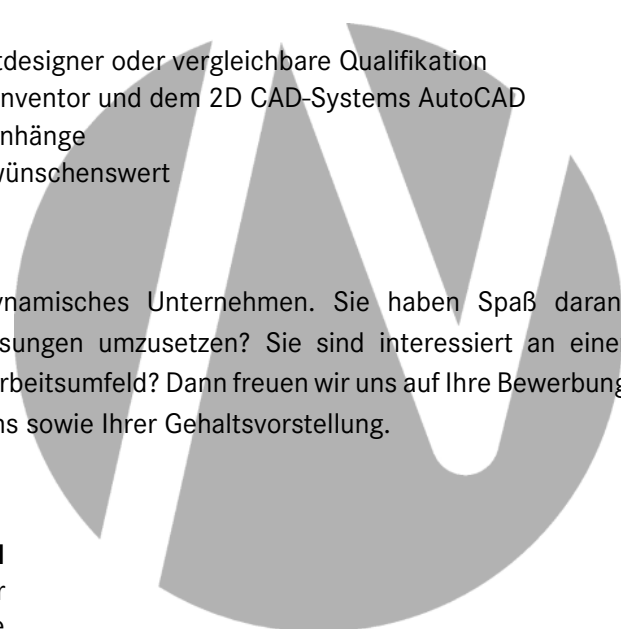 tdesigner oder vergleichbare Qualifikation
Inventor und dem 2D CAD-Systems AutoCAD
nhänge
wünschenswert
ynamisches Unternehmen. Sie haben Spaß daran
sungen umzusetzen? Sie sind interessiert an eine
rbeitsumfeld? Dann freuen wir uns auf Ihre Bewerbung
ns sowie Ihrer Gehaltsvorstellung.
r
e